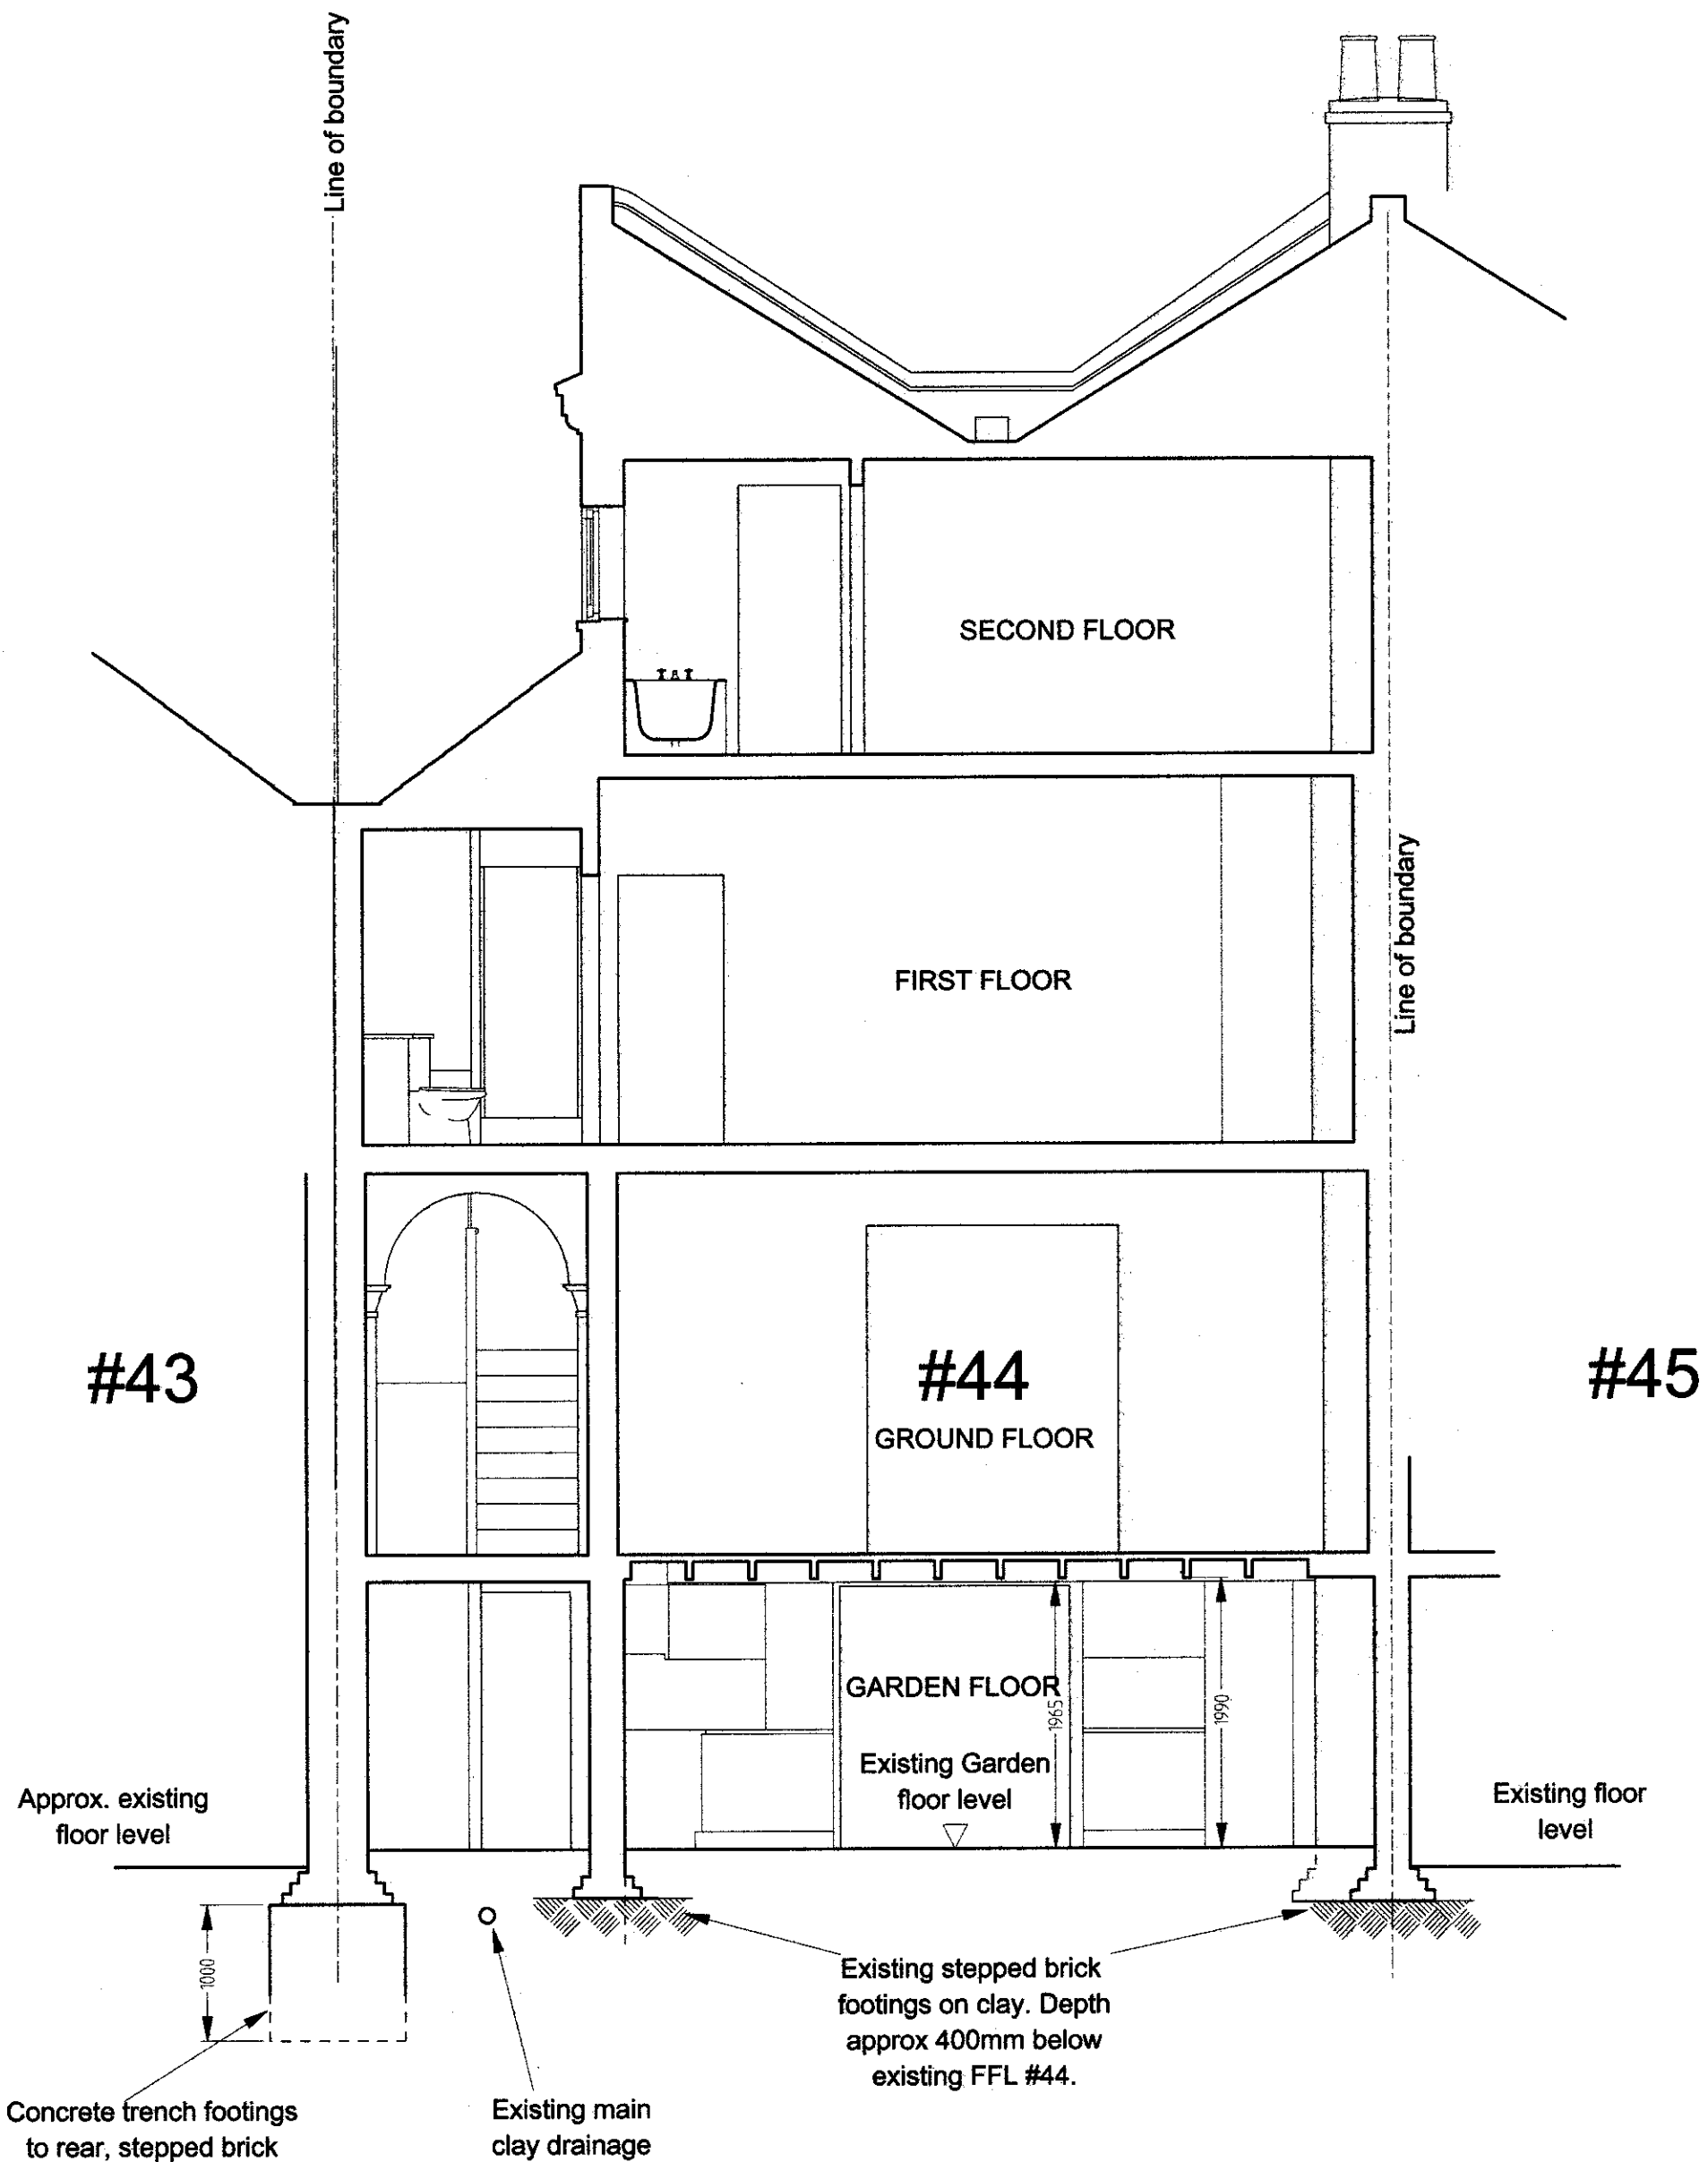 Line of boundary
SECOND FLOOR
Line of boundary
FIRST FLOOR
#43
#44
#45
GROUND FLOOR
GARDEN FLOOR
1965
1990
Existing Garden
floor level
Approx. existing
floor level
Existing floor
level
1000
Existing stepped brick
footings on clay. Depth
approx 400mm below
existing FFL #44.
Concrete trench footings
to rear, stepped brick
Existing main
clay drainage